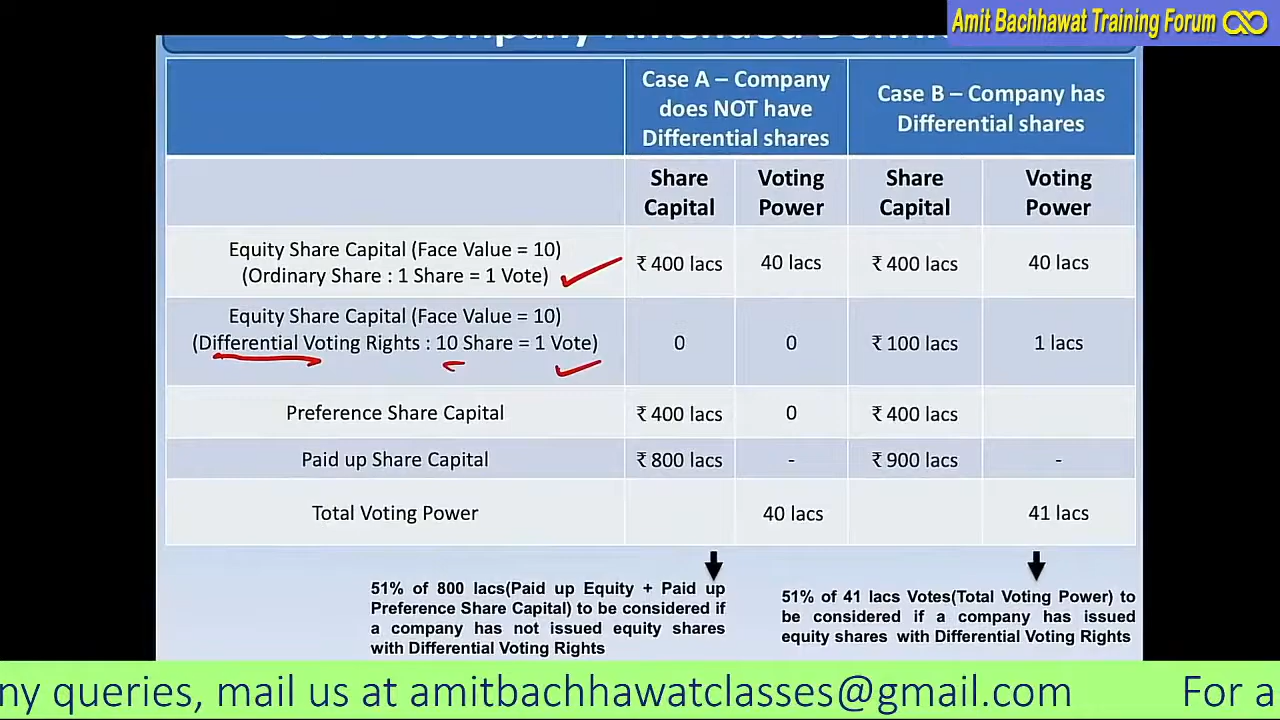 Amit Bachhawat Training Forum
Case A – Company
does NOT have
Differential shares
Case B – Company has
Differential shares
Share
Capital
Voting
Power
Share
Capital
Voting
Power
Equity Share Capital (Face Value = 10)
(Ordinary Share : 1 Share = 1 Vote)
₹ 400 lacs
40 lacs
₹ 400 lacs
40 lacs
Equity Share Capital (Face Value = 10)
(Differential Voting Rights : 10 Share = 1 Vote)
0
0
₹ 100 lacs
1 lacs
Preference Share Capital
₹ 400 lacs
0
₹ 400 lacs
Paid up Share Capital
₹ 800 lacs
-
₹ 900 lacs
-
Total Voting Power
40 lacs
41 lacs
51% of 800 lacs(Paid up Equity + Paid up
Preference Share Capital) to be considered if
a company has not issued equity shares
with Differential Voting Rights
51% of 41 lacs Votes(Total Voting Power) to
be considered if a company has issued
equity shares with Differential Voting Rights
ny queries, mail us at amitbachhawatclasses@gmail.com
For a